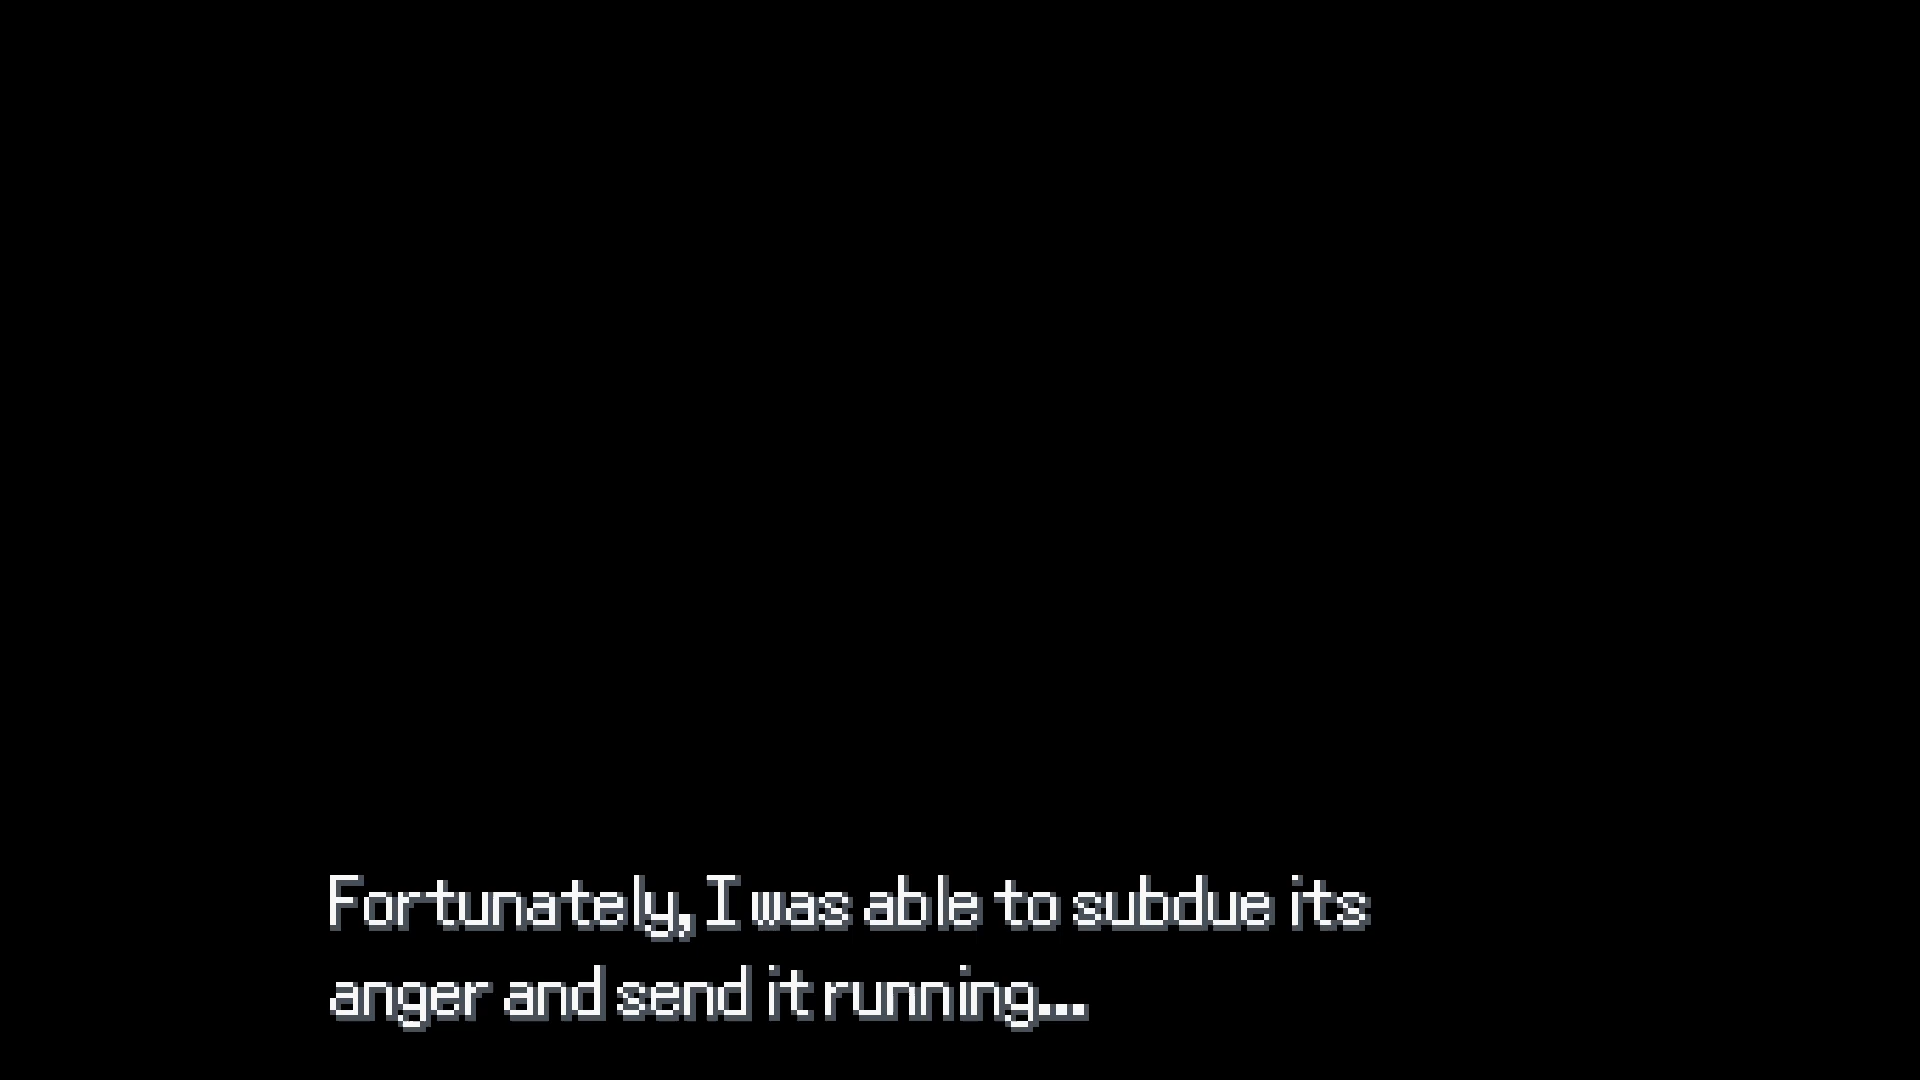 Fortunately, I was able to subdue its
anger and send it running...